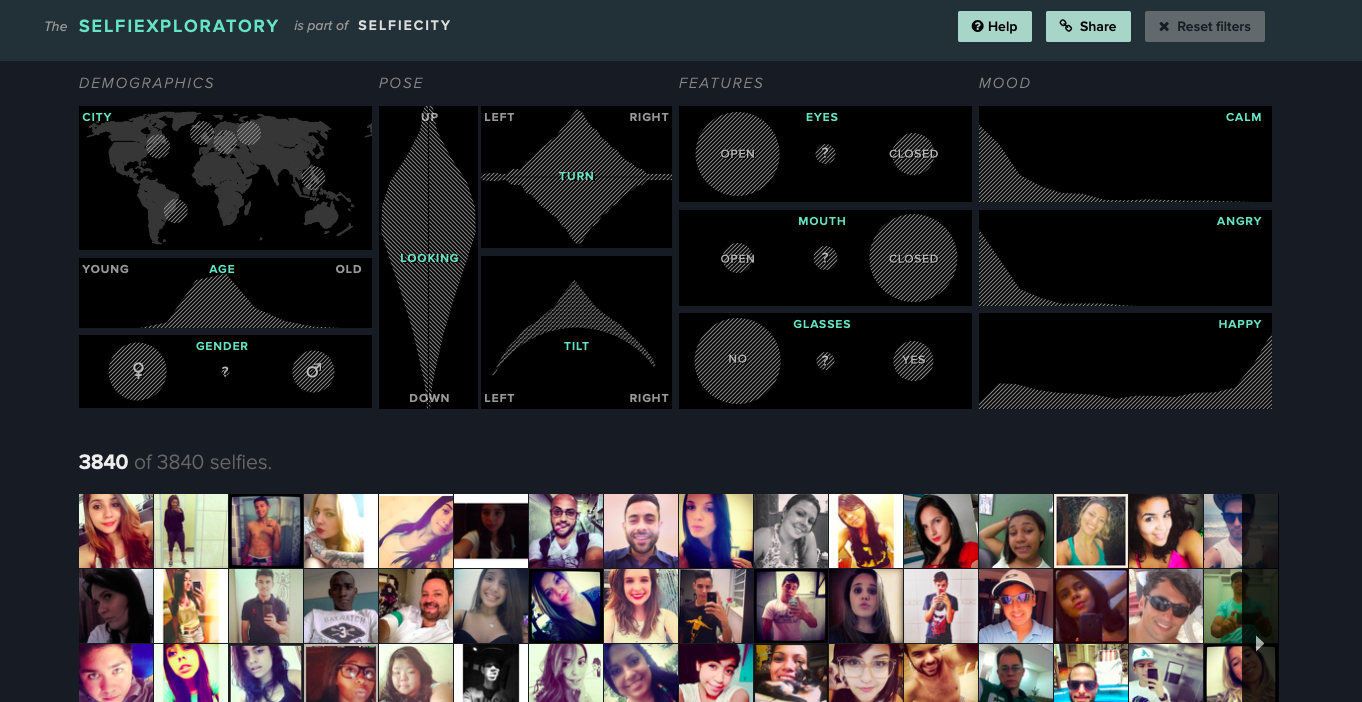 The SELFIEXPLORATORY is part of SELFIECITY
Help
Share
Reset filters
DEMOGRAPHICS
CITY
YOUNG AGE OLD
GENDER
?
POSE
UP
LOOKING
DOWN
LEFT RIGHT
TURN
TILT
LEFT RIGHT
FEATURES
EYES
OPEN ? CLOSED
MOUTH
OPEN ? CLOSED
GLASSES
NO ? YES
MOOD
CALM
ANGRY
HAPPY
3840 of 3840 selfies.